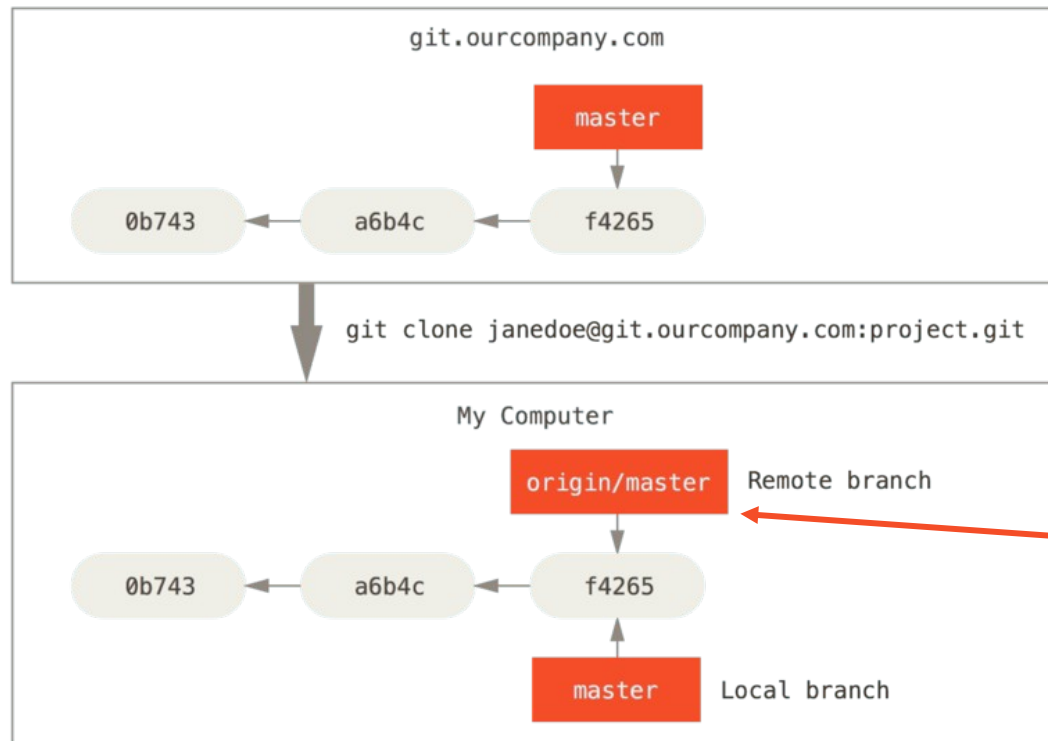 git.ourcompany.com
master
0b743 a6b4c f4265
git clone janedoe@git.ourcompany.com:project.git
My Computer
origin/master Remote branch
0b743 a6b4c f4265
master Local branch